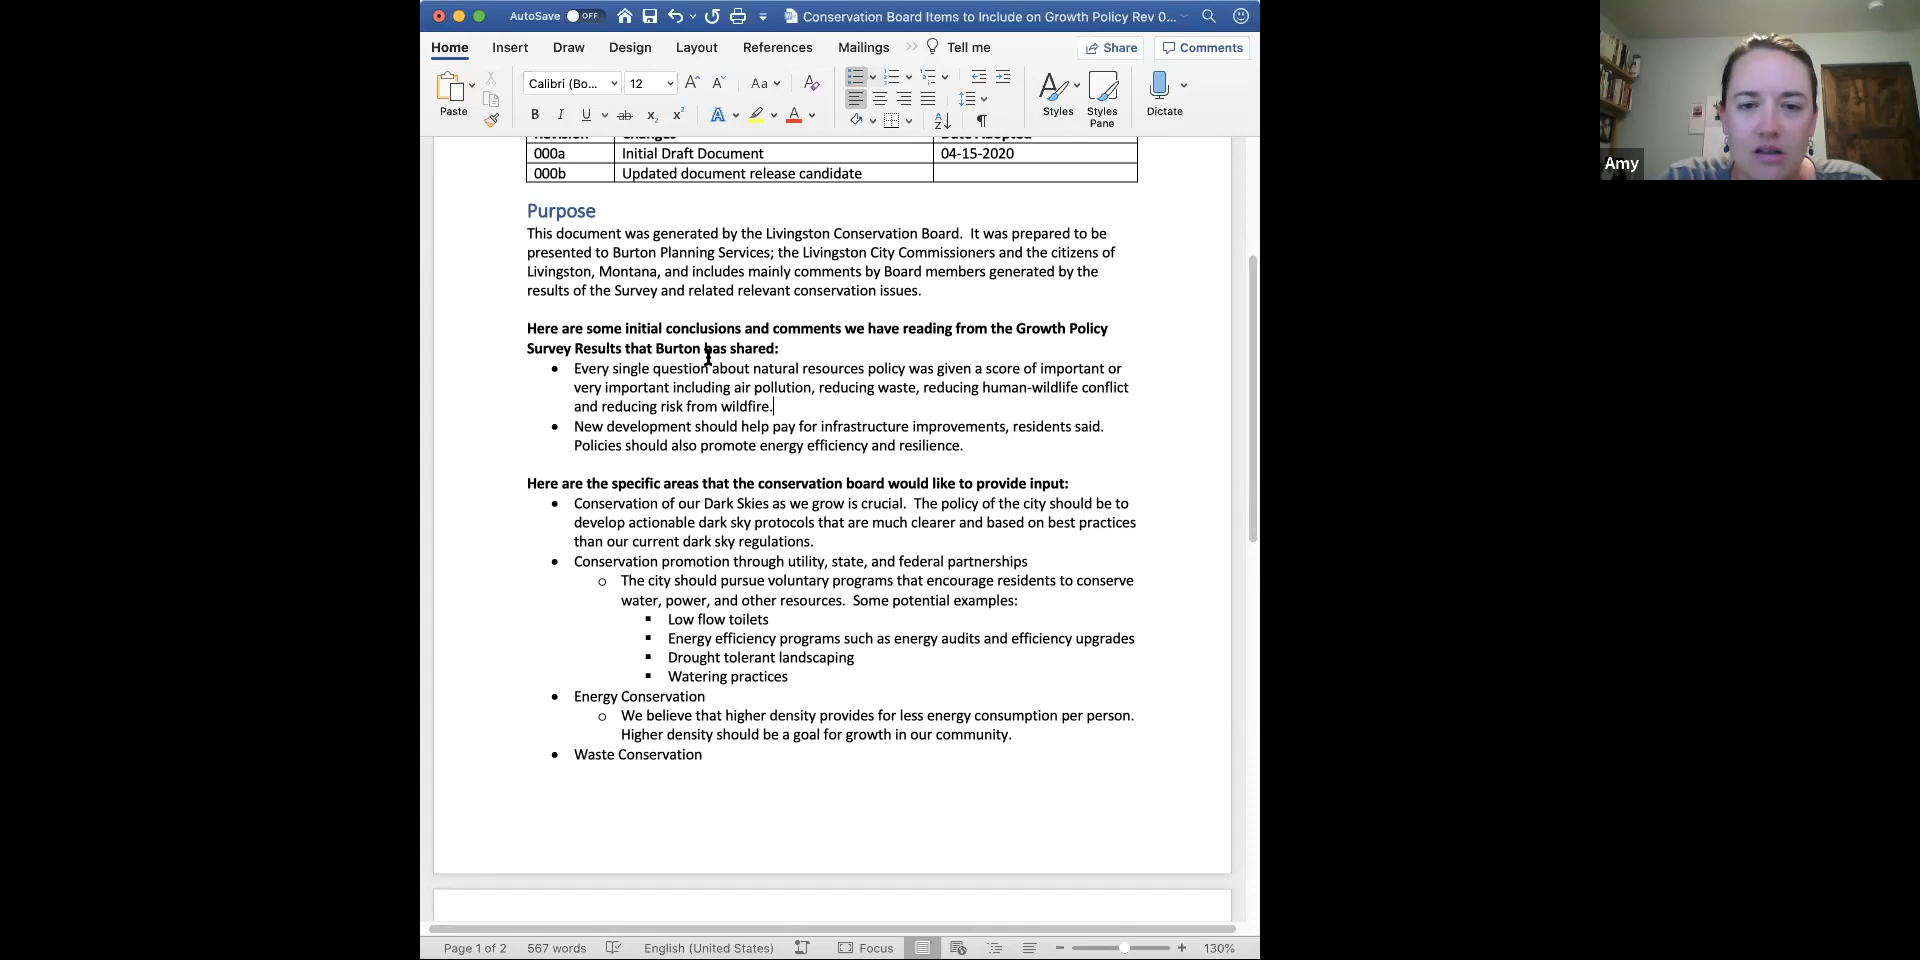 AutoSave OFF Conservation Board Items to Include on Growth Policy Rev 0...
Home Insert Draw Design Layout References Mailings Tell me Share Comments
Calibri (Bo... 12 Aa
Paste B I U ab x₂ x² A A Styles Styles Pane Dictate
Revision Changes Date Adopted
000a Initial Draft Document 04-15-2020
000b Updated document release candidate
Purpose
This document was generated by the Livingston Conservation Board. It was prepared to be
presented to Burton Planning Services; the Livingston City Commissioners and the citizens of
Livingston, Montana, and includes mainly comments by Board members generated by the
results of the Survey and related relevant conservation issues.
Here are some initial conclusions and comments we have reading from the Growth Policy
Survey Results that Burton has shared:
• Every single question about natural resources policy was given a score of important or
very important including air pollution, reducing waste, reducing human-wildlife conflict
and reducing risk from wildfire.
• New development should help pay for infrastructure improvements, residents said.
Policies should also promote energy efficiency and resilience.
Here are the specific areas that the conservation board would like to provide input:
• Conservation of our Dark Skies as we grow is crucial. The policy of the city should be to
develop actionable dark sky protocols that are much clearer and based on best practices
than our current dark sky regulations.
• Conservation promotion through utility, state, and federal partnerships
o The city should pursue voluntary programs that encourage residents to conserve
water, power, and other resources. Some potential examples:
▪ Low flow toilets
▪ Energy efficiency programs such as energy audits and efficiency upgrades
▪ Drought tolerant landscaping
▪ Watering practices
• Energy Conservation
o We believe that higher density provides for less energy consumption per person.
Higher density should be a goal for growth in our community.
• Waste Conservation
Page 1 of 2 567 words English (United States) Focus 130%
Amy